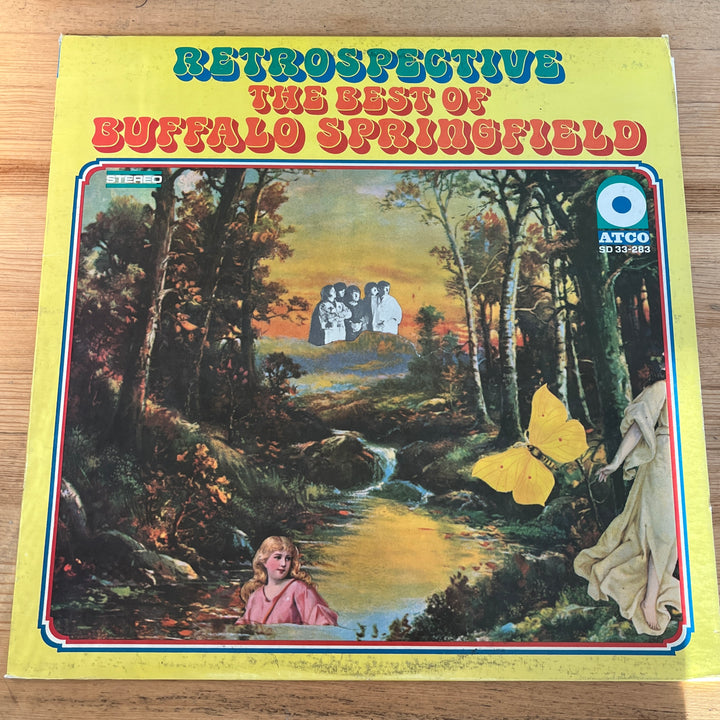 RETROSPECTIVE
THE BEST OF
BUFFALO SPRINGFIELD
STEREO
ATCO
SD 33-283